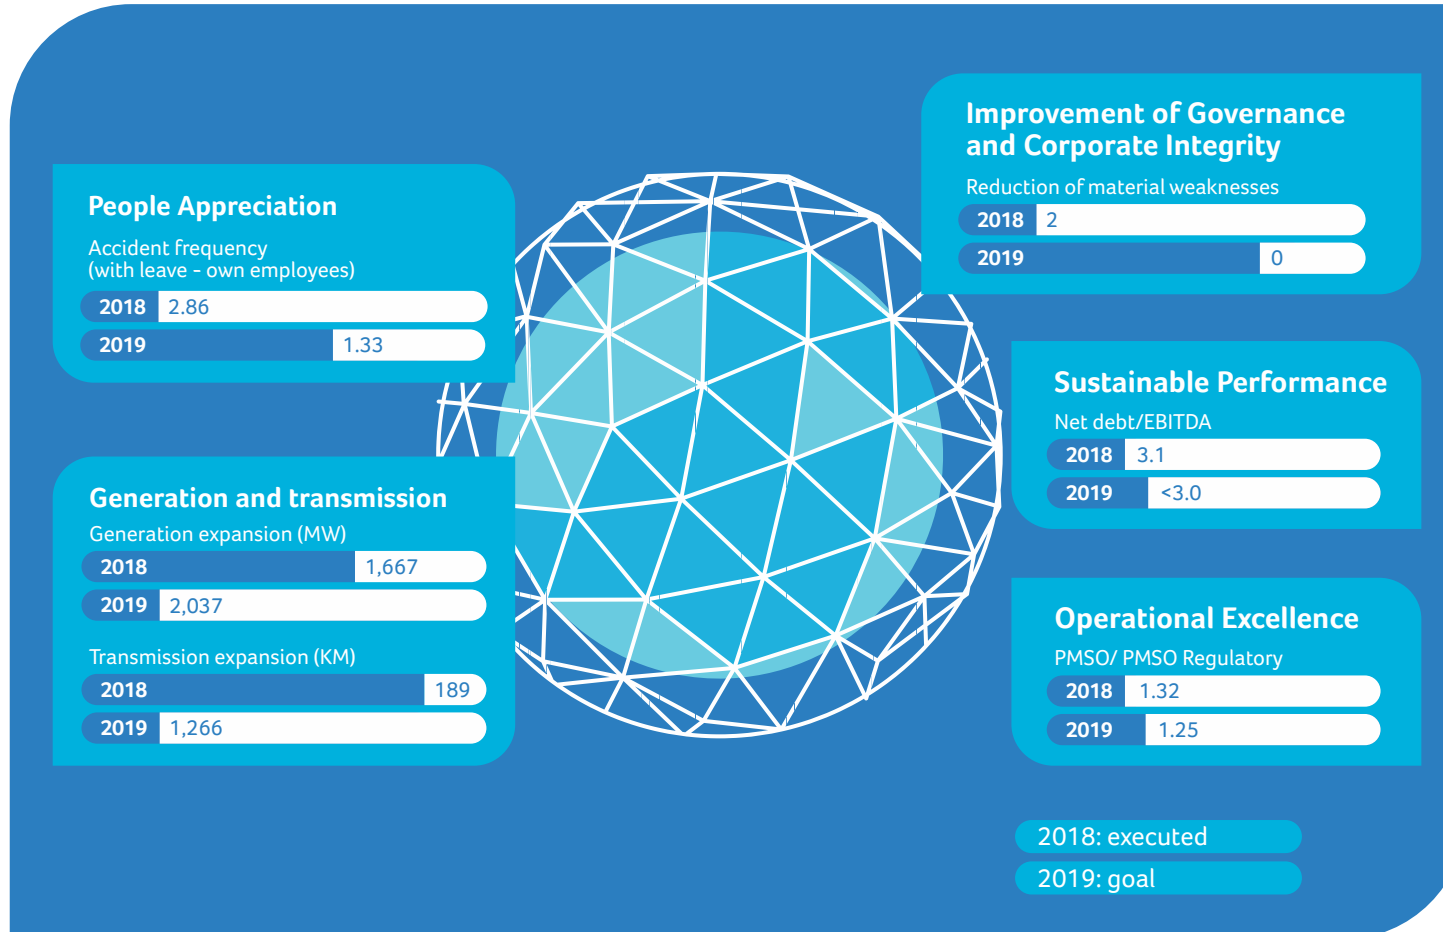 People Appreciation
Accident frequency
(with leave - own employees)
2018 2.86
2019 1.33
Generation and transmission
Generation expansion (MW)
2018 1,667
2019 2,037
Transmission expansion (KM)
2018 189
2019 1,266
Improvement of Governance
and Corporate Integrity
Reduction of material weaknesses
2018 2
2019 0
Sustainable Performance
Net debt/EBITDA
2018 3.1
2019 <3.0
Operational Excellence
PMSO/ PMSO Regulatory
2018 1.32
2019 1.25
2018: executed
2019: goal